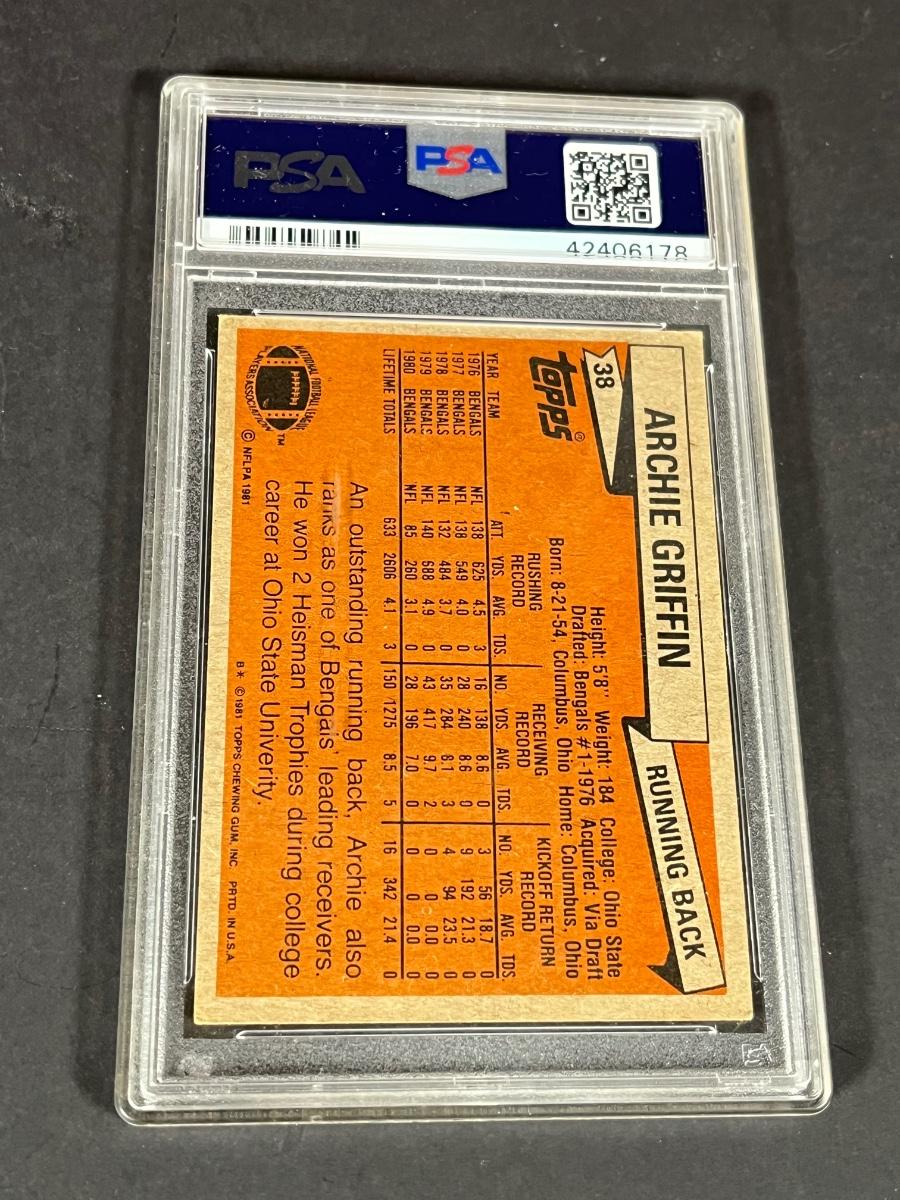 PSA
PSA
42406178
ARCHIE GRIFFIN
RUNNING BACK
38
TOPPS®
Height: 5'8" Weight: 184 College: Ohio State
Drafted: Bengals #1-1976 Acquired: Via Draft
Born: 8-21-54, Columbus, Ohio Home: Columbus, Ohio
RUSHING RECORD RECEIVING RECORD KICKOFF RETURN RECORD
YEAR TEAM ATT. YDS. AVG. TDS. NO. YDS. AVG. TDS. NO. YDS. AVG. TDS.
1976 BENGALS NFL 138 625 4.5 3 16 138 8.6 0 3 56 18.7 0
1977 BENGALS NFL 138 549 4.0 0 28 240 8.6 0 9 192 21.3 0
1978 BENGALS NFL 132 484 3.7 0 35 284 8.1 3 4 94 23.5 0
1979 BENGALS NFL 140 688 4.9 0 43 417 9.7 2 0 0 0.0 0
1980 BENGALS NFL 85 260 3.1 0 28 196 7.0 0 0 0 0.0 0
LIFETIME TOTALS 633 2606 4.1 3 150 1275 8.5 5 16 342 21.4 0
An outstanding running back, Archie also
ranks as one of Bengals' leading receivers.
He won 2 Heisman Trophies during college
career at Ohio State Univerity.
NATIONAL FOOTBALL LEAGUE
PLAYERS ASSOCIATION
™
© NFLPA 1981
B* ©1981 TOPPS CHEWING GUM, INC. PRTD. IN U.S.A.